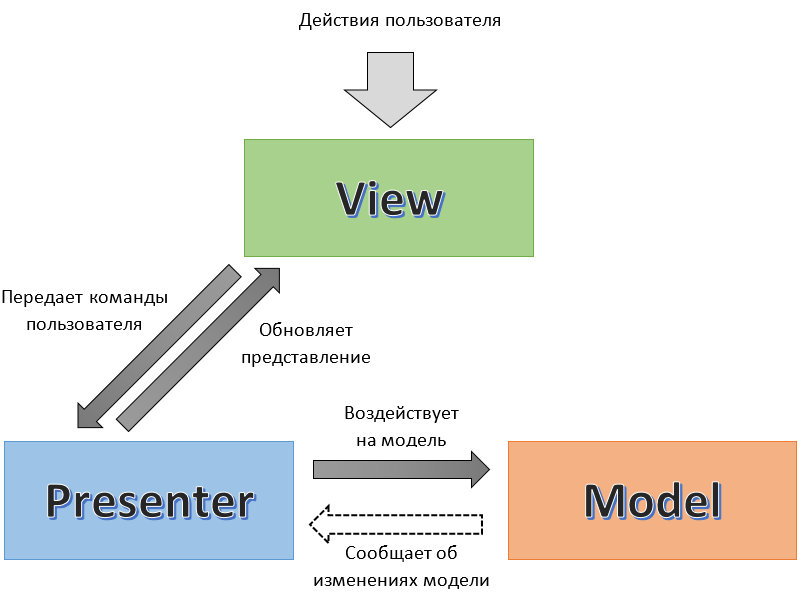 Действия пользователя
View
Передает команды
пользователя
Обновляет
представление
Воздействует
на модель
Presenter
Model
Сообщает об
изменениях модели